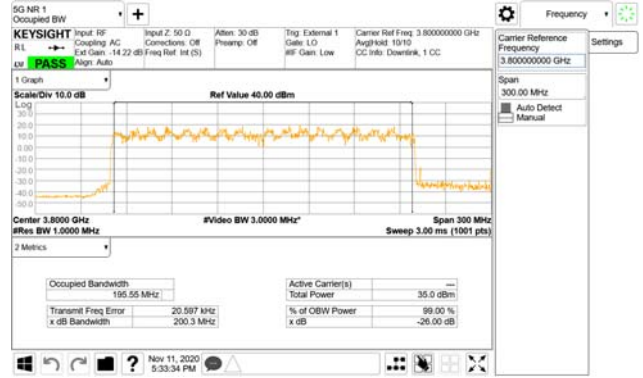 5G NR 1
Occupied BW
+
Frequency
KEYSIGHT
Input: RF
Input Z: 50 Ω
Atten: 30 dB
Trig: External 1
Carrier Ref Freq: 3.800000000 GHz
RL
Coupling: AC
Corrections: Off
Preamp: Off
Gate: LO
Avg|Hold: 10/10
Ext Gain: -14.22 dB
Freq Ref: Int (S)
#IF Gain: Low
CC Info: Downlink, 1 CC
PASS
Align: Auto
Carrier Reference
Frequency
3.800000000 GHz
Settings
Span
300.00 MHz
Auto Detect
Manual
1 Graph
Scale/Div 10.0 dB
Ref Value 40.00 dBm
Log
30.0
20.0
10.0
0.00
-10.0
-20.0
-30.0
-40.0
-50.0
Center 3.8000 GHz
#Video BW 3.0000 MHz*
Span 300 MHz
#Res BW 1.0000 MHz
Sweep 3.00 ms (1001 pts)
2 Metrics
Occupied Bandwidth
195.55 MHz
Active Carrier(s)
---
Total Power
35.0 dBm
Transmit Freq Error
20.597 kHz
% of OBW Power
99.00 %
x dB Bandwidth
200.3 MHz
x dB
-26.00 dB
?
Nov 11, 2020
5:33:34 PM